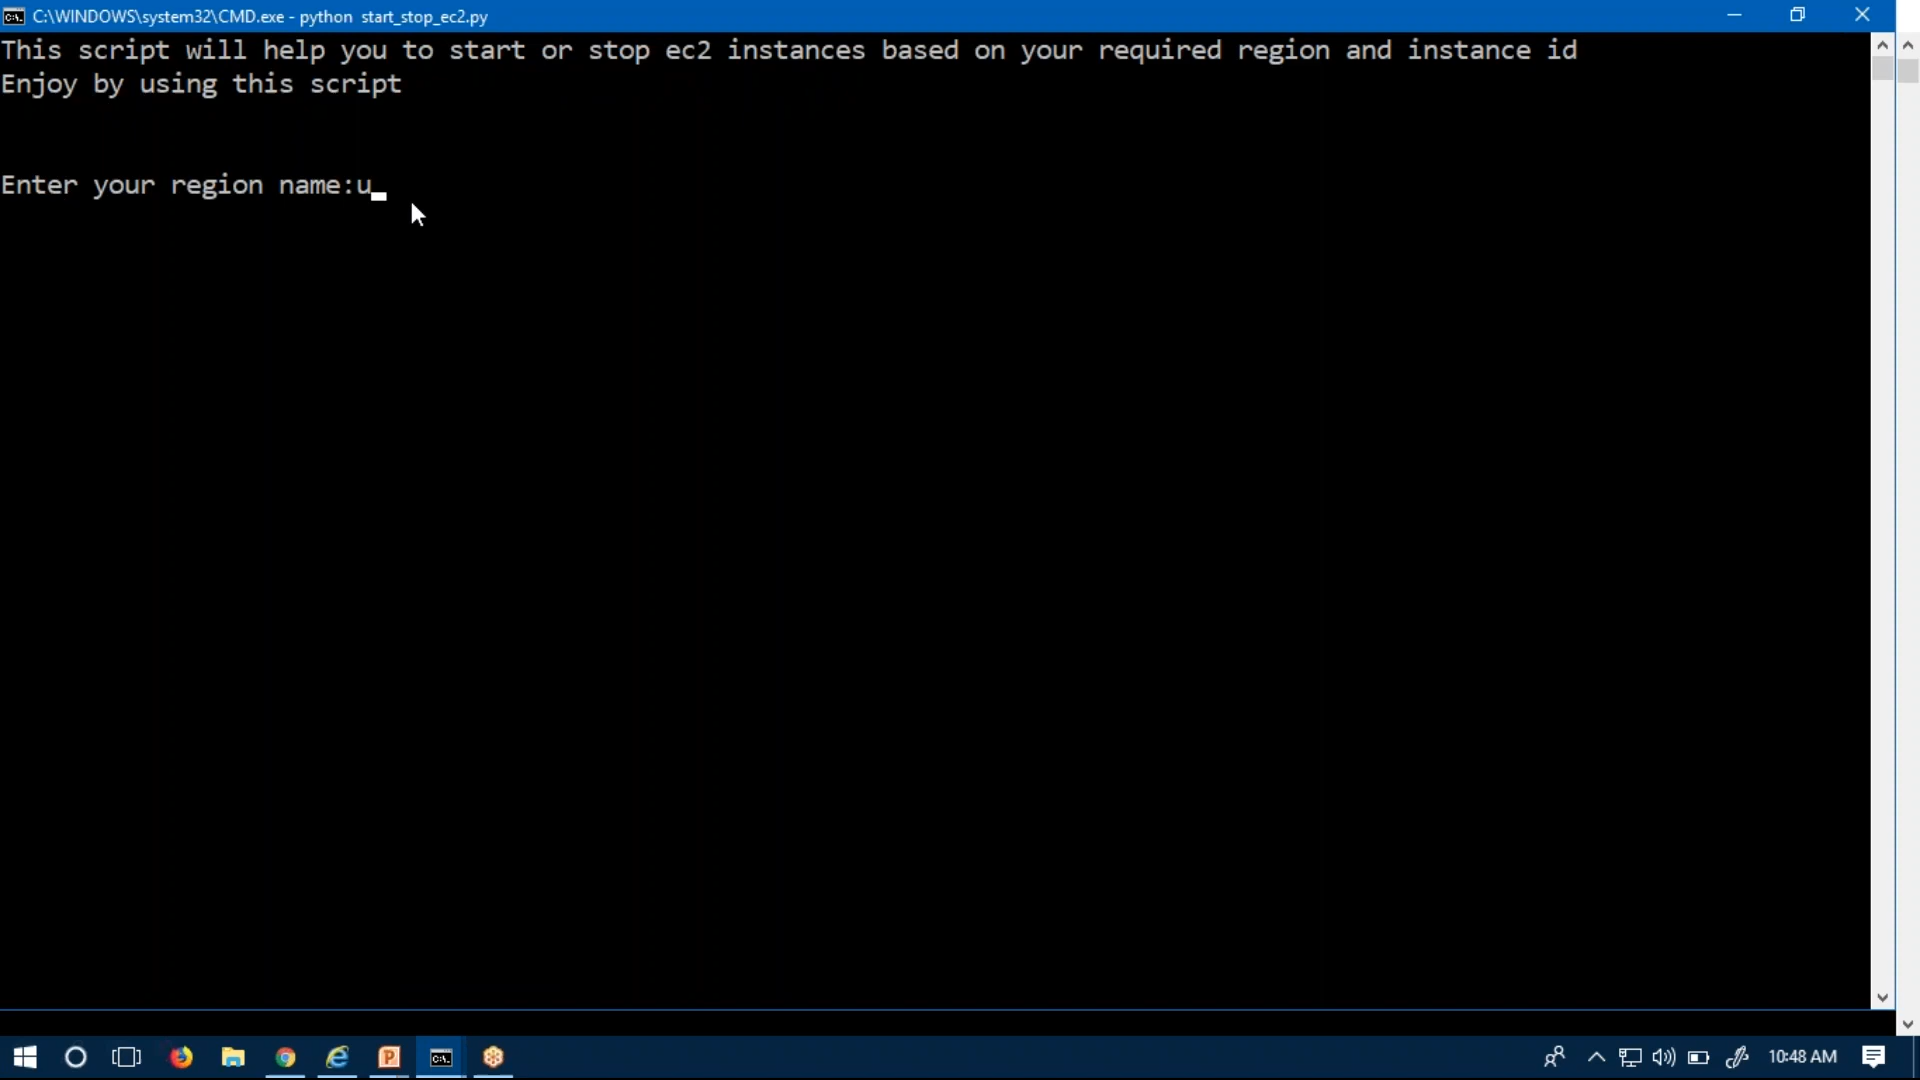 C:\WINDOWS\system32\CMD.exe - python  start_stop_ec2.py
This script will help you to start or stop ec2 instances based on your required region and instance id
Enjoy by using this script
Enter your region name:u
10:48 AM